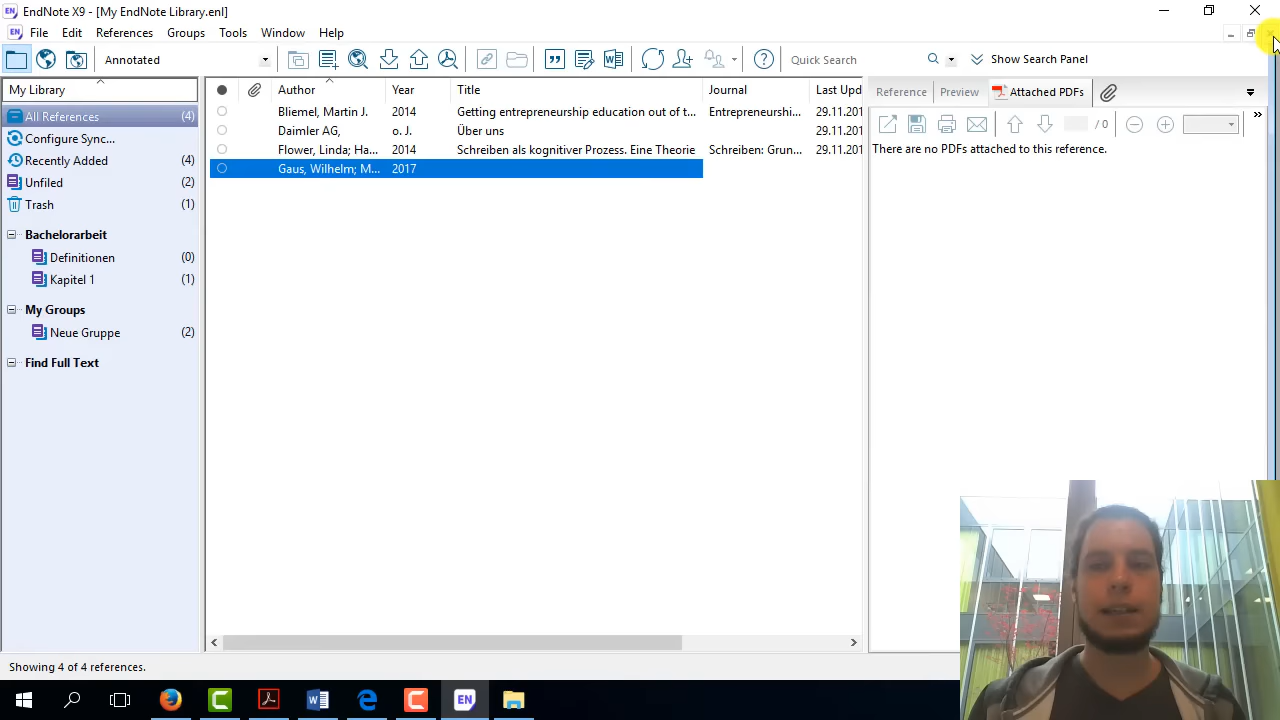 EndNote X9 - [My EndNote Library.enl]
File Edit References Groups Tools Window Help
Annotated Quick Search Show Search Panel
My Library Author Year Title Journal Last Upd Reference Preview Attached PDFs
All References (4)
Configure Sync...
Recently Added (4)
Unfiled (2)
Trash (1)
Bachelorarbeit
Definitionen (0)
Kapitel 1 (1)
My Groups
Neue Gruppe (2)
Find Full Text
Bliemel, Martin J. 2014 Getting entrepreneurship education out of t... Entrepreneurshi... 29.11.201
Daimler AG, o. J. Über uns 29.11.201
Flower, Linda; Ha... 2014 Schreiben als kognitiver Prozess. Eine Theorie Schreiben: Grun... 29.11.201
Gaus, Wilhelm; M... 2017
/ 0
There are no PDFs attached to this reference.
Showing 4 of 4 references.